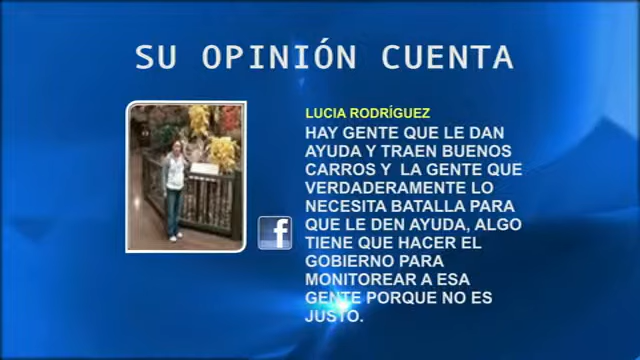 SU OPINIÓN CUENTA
LUCIA RODRÍGUEZ
HAY GENTE QUE LE DAN
AYUDA Y TRAEN BUENOS
CARROS Y LA GENTE QUE
VERDADERAMENTE LO
NECESITA BATALLA PARA
QUE LE DEN AYUDA, ALGO
TIENE QUE HACER EL
GOBIERNO PARA
MONITOREAR A ESA
GENTE PORQUE NO ES
JUSTO.
f